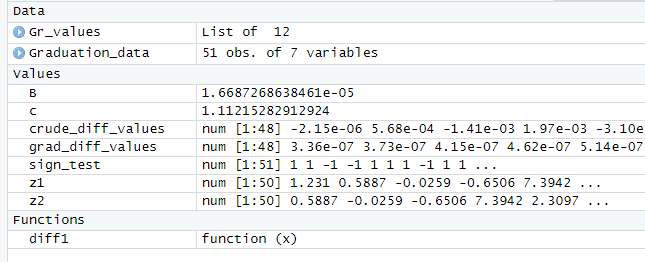 Data
Gr_values List of 12
Graduation_data 51 obs. of 7 variables
Values
B 1.6687268638461e-05
c 1.11215282912924
crude_diff_values num [1:48] -2.15e-06 5.68e-04 -1.41e-03 1.97e-03 -3.10e
grad_diff_values num [1:48] 3.36e-07 3.73e-07 4.15e-07 4.62e-07 5.14e-07
sign_test num [1:51] 1 1 -1 -1 1 1 1 -1 1 1 ...
z1 num [1:50] 1.231 0.5887 -0.0259 -0.6506 7.3942 ...
z2 num [1:50] 0.5887 -0.0259 -0.6506 7.3942 2.3097 ...
Functions
diff1 function (x)